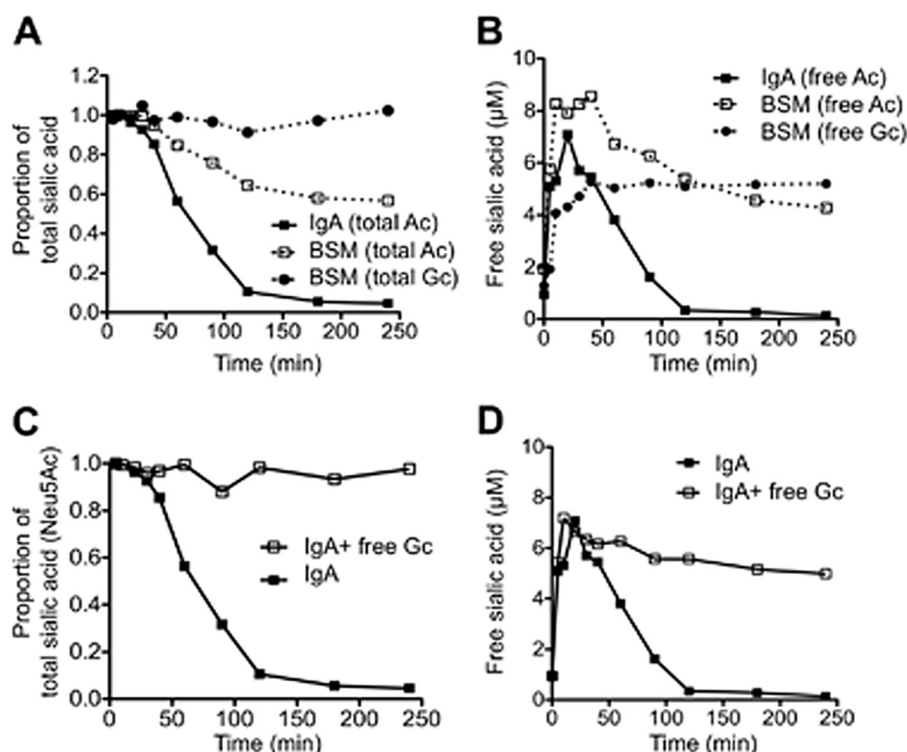 A
Proportion of
total sialic acid
1.2
1.0
0.8
0.6
0.4
0.2
0.0
IgA (total Ac)
BSM (total Ac)
BSM (total Gc)
0 50 100 150 200 250
Time (min)
B
Free sialic acid (µM)
10
8
6
4
2
0
IgA (free Ac)
BSM (free Ac)
BSM (free Gc)
0 50 100 150 200 250
Time (min)
C
Proportion of
total sialic acid (Neu5Ac)
1.0
0.8
0.6
0.4
0.2
0.0
IgA+ free Gc
IgA
0 50 100 150 200 250
Time (min)
D
Free sialic acid (µM)
10
8
6
4
2
0
IgA
IgA+ free Gc
0 50 100 150 200 250
Time (min)